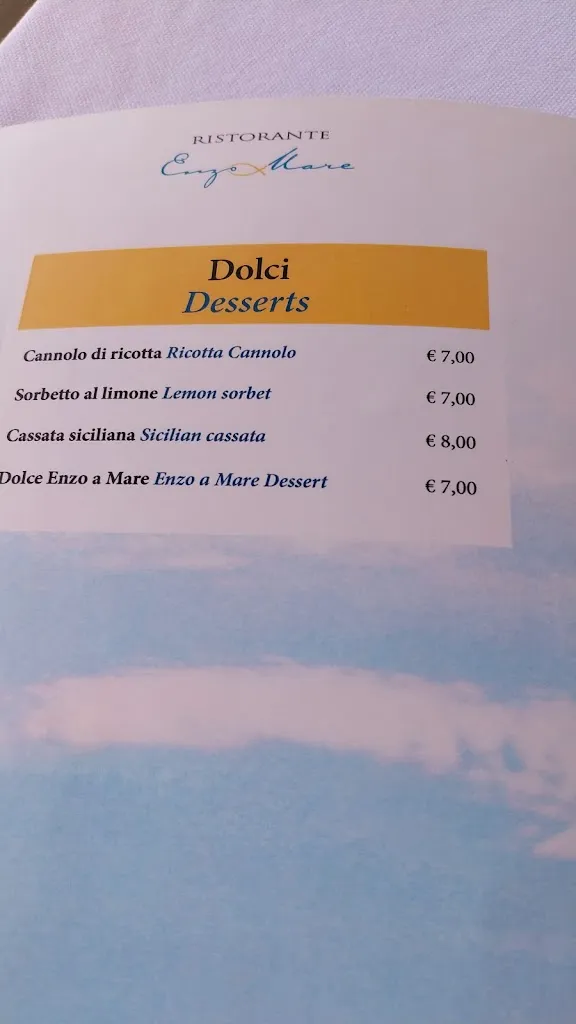 RISTORANTE
Enzo a Mare
Dolci
Desserts
Cannolo di ricotta Ricotta Cannolo € 7,00
Sorbetto al limone Lemon sorbet € 7,00
Cassata siciliana Sicilian cassata € 8,00
Dolce Enzo a Mare Enzo a Mare Dessert € 7,00